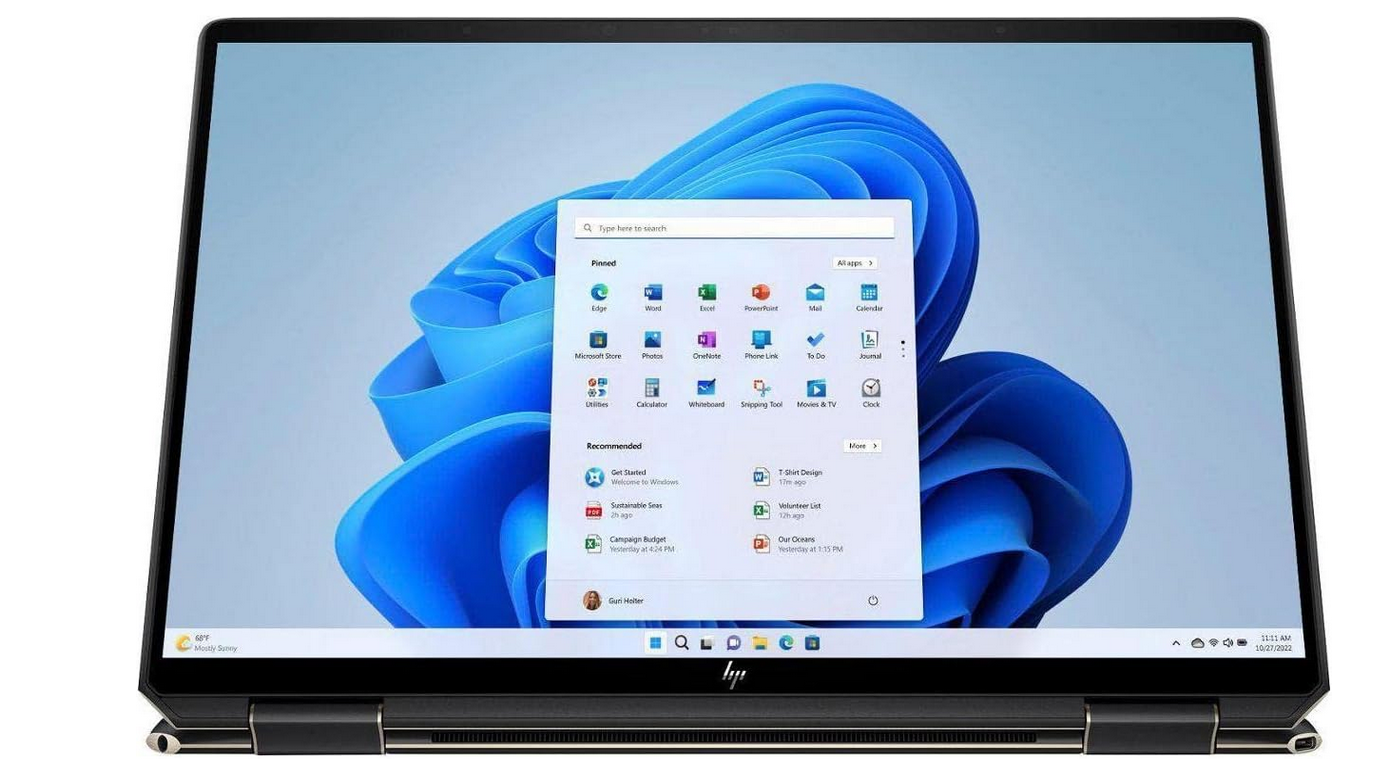 Type here to search
Pinned
All apps >
Edge Word Excel PowerPoint Mail Calendar
Microsoft Store Photos OneNote Phone Link To Do Journal
Utilities Calculator Whiteboard Snipping Tool Movies & TV Clock
Recommended
More >
Get Started
Welcome to Windows
T-Shirt Design
17m ago
Sustainable Seas
2h ago
Volunteer List
12h ago
Campaign Budget
Yesterday at 4:24 PM
Our Oceans
Yesterday at 1:15 PM
Guri Holter
68°F
Mostly Sunny
11:11 AM
10/27/2022
hp